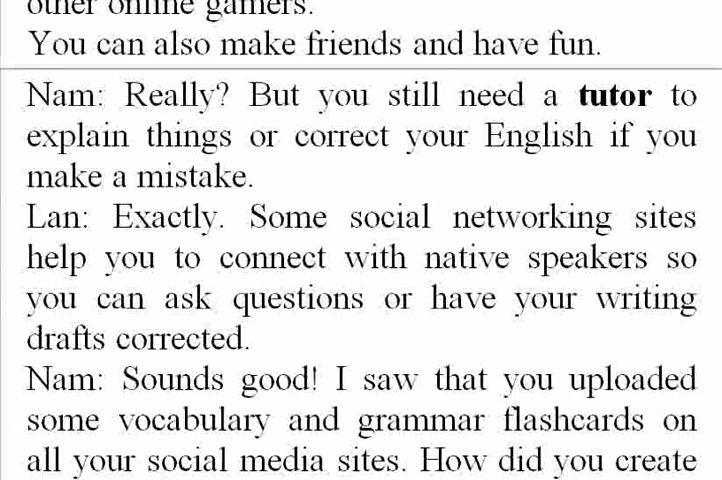 other online gamers.
You can also make friends and have fun.
Nam: Really? But you still need a tutor to
explain things or correct your English if you
make a mistake.
Lan: Exactly. Some social networking sites
help you to connect with native speakers so
you can ask questions or have your writing
drafts corrected.
Nam: Sounds good! I saw that you uploaded
some vocabulary and grammar flashcards on
all your social media sites. How did you create